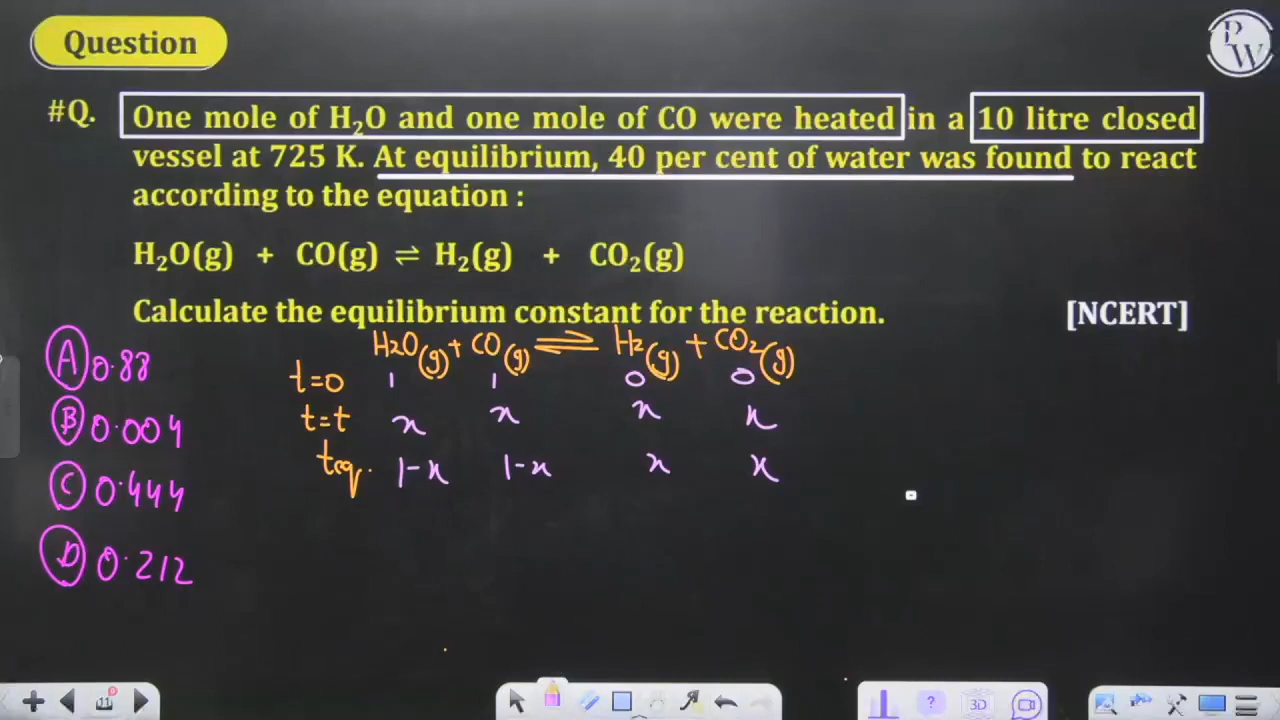 Question
PW
#Q. One mole of H₂O and one mole of CO were heated in a 10 litre closed
vessel at 725 K. At equilibrium, 40 per cent of water was found to react
according to the equation :
H₂O(g) + CO(g) ⇌ H₂(g) + CO₂(g)
Calculate the equilibrium constant for the reaction. [NCERT]
H2O(g) + CO(g) ⇌ H2(g) + CO2(g)
(A) 0.88
t=0 1 1 0 0
(B) 0.004
t=t x x x x
teq. 1-x 1-x x x
(C) 0.444
(D) 0.212
11
?
3D